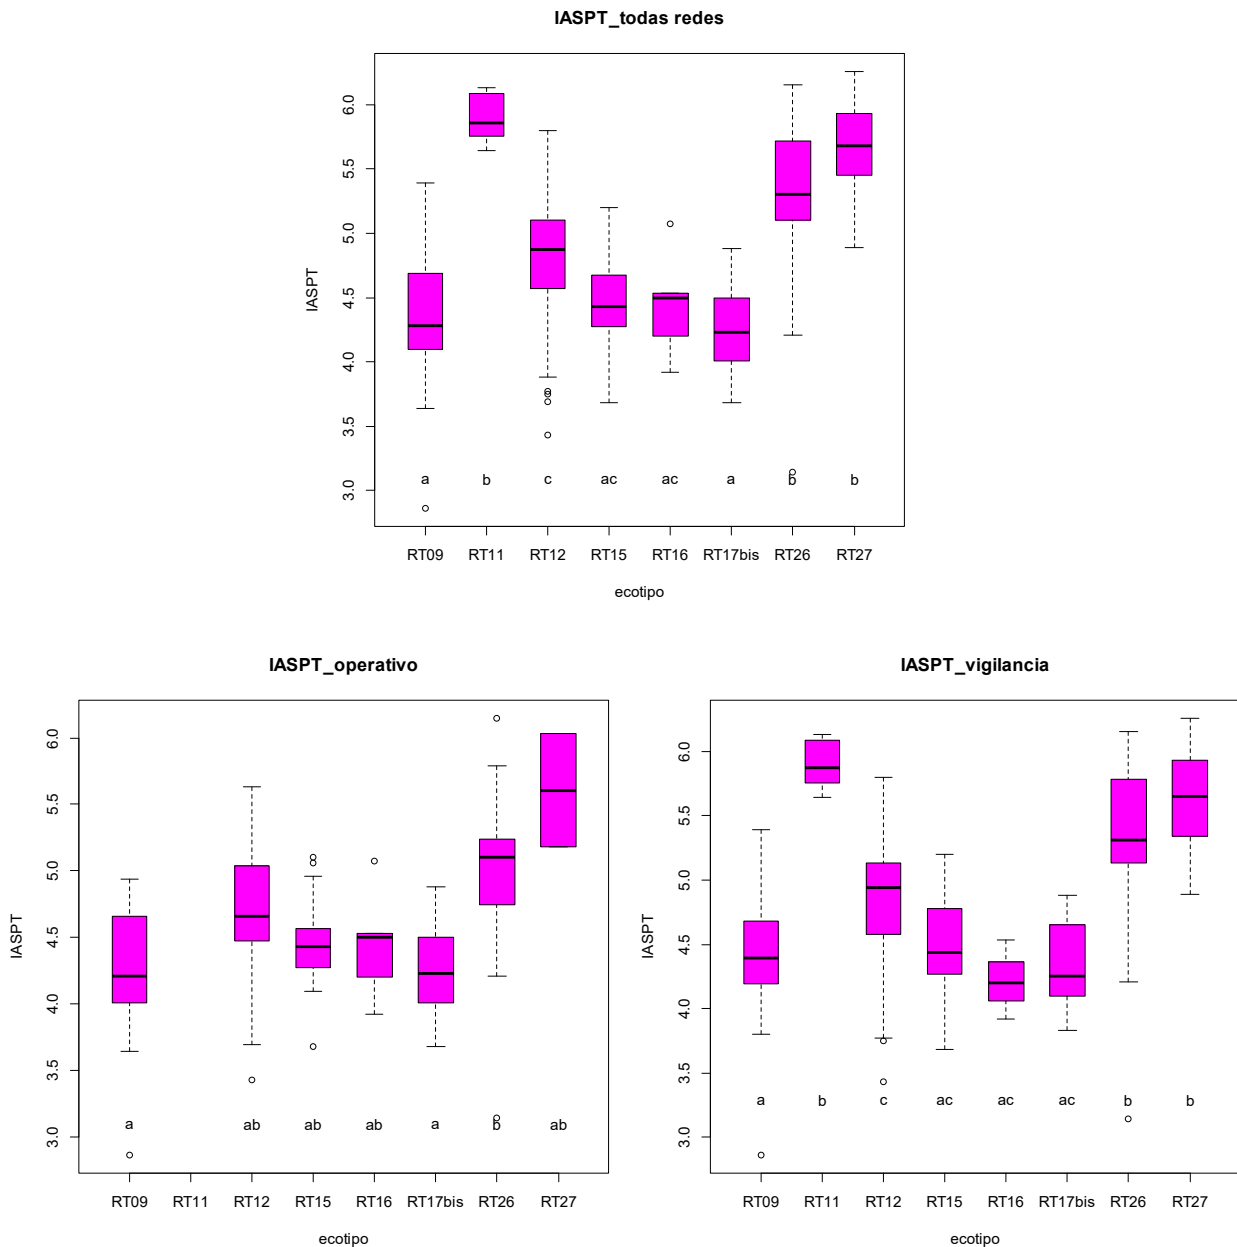 IASPT_todas redes
IASPT
6.0
5.5
5.0
4.5
4.0
3.5
3.0
a b c ac ac a b b
RT09 RT11 RT12 RT15 RT16 RT17bis RT26 RT27
ecotipo
IASPT_operativo
IASPT
6.0
5.5
5.0
4.5
4.0
3.5
3.0
a ab ab ab a b ab
RT09 RT11 RT12 RT15 RT16 RT17bis RT26 RT27
ecotipo
IASPT_vigilancia
IASPT
6.0
5.5
5.0
4.5
4.0
3.5
3.0
a b c ac ac ac b b
RT09 RT11 RT12 RT15 RT16 RT17bis RT26 RT27
ecotipo